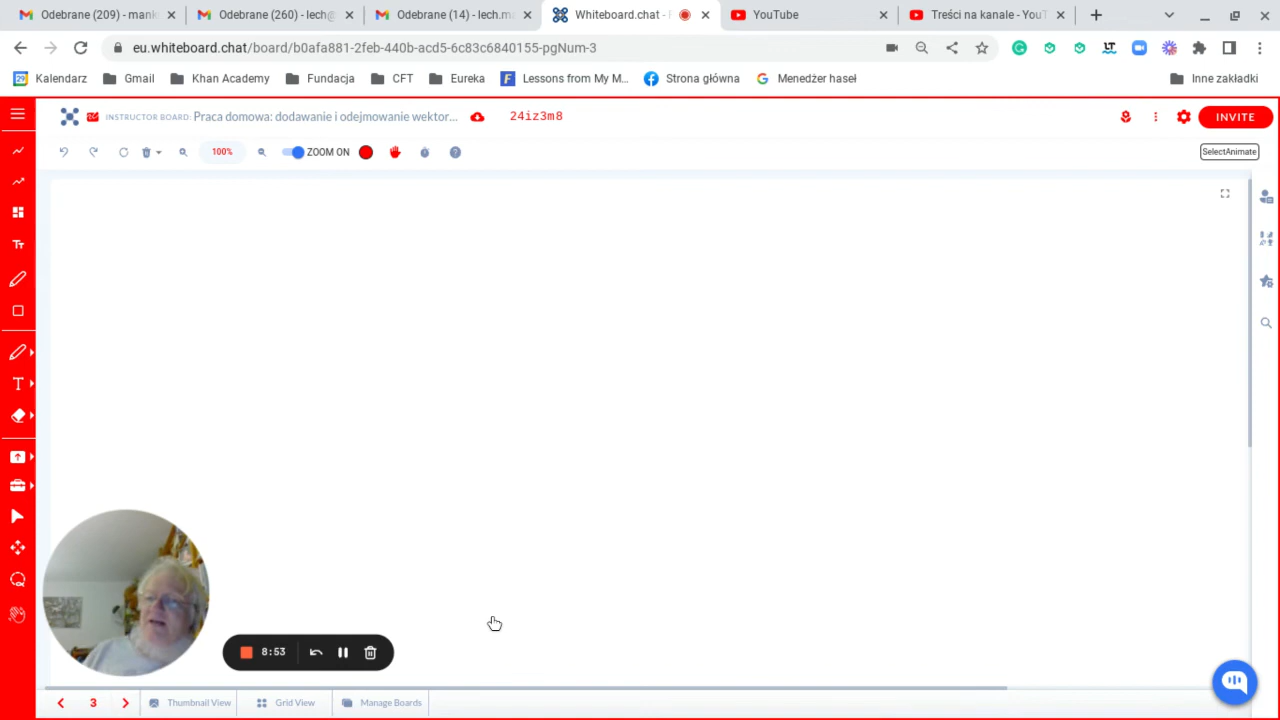 Odebrane (209) - mank
Odebrane (260) - lech@
Odebrane (14) - lech.m
Whiteboard.chat -
YouTube
Treści na kanale - YouT
eu.whiteboard.chat/board/b0afa881-2feb-440b-acd5-6c83c6840155-pgNum-3
Kalendarz
Gmail
Khan Academy
Fundacja
CFT
Eureka
Lessons from My M...
Strona główna
Menedżer haseł
Inne zakładki
INSTRUCTOR BOARD: Praca domowa: dodawanie i odejmowanie wektor...
24iz3m8
INVITE
100%
ZOOM ON
SelectAnimate
8:53
3
Thumbnail View
Grid View
Manage Boards